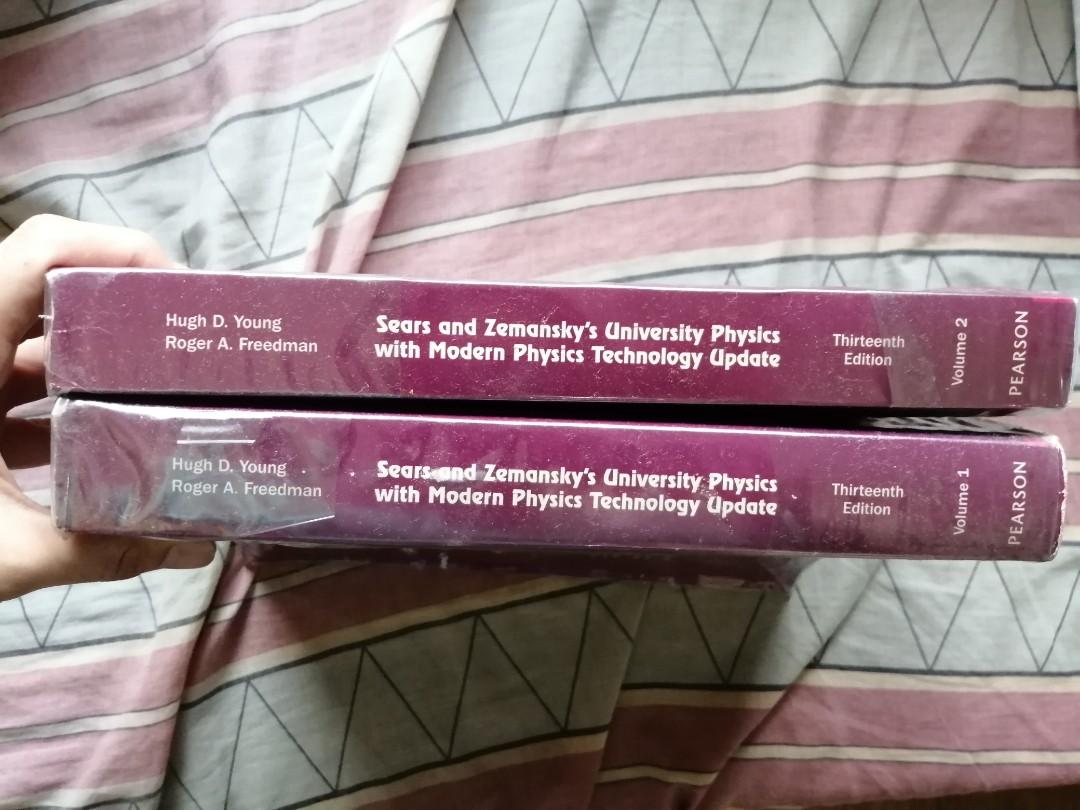 Hugh D. Young
Roger A. Freedman
Sears and Zemansky's University Physics
with Modern Physics Technology Update
Thirteenth
Edition
Volume 2
PEARSON
Hugh D. Young
Roger A. Freedman
Sears and Zemansky's University Physics
with Modern Physics Technology Update
Thirteenth
Edition
Volume 1
PEARSON